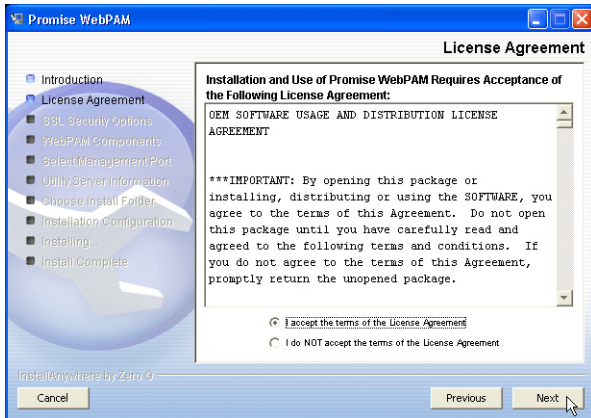 Promise WebPAM
License Agreement
Introduction
License Agreement
SSL Security Options
WebPAM Components
Select Management Port
Utility Server Information
Choose Install Folder
Installation Configuration
Installing...
Install Complete
Installation and Use of Promise WebPAM Requires Acceptance of
the Following License Agreement:
OEM SOFTWARE USAGE AND DISTRIBUTION LICENSE
AGREEMENT
***IMPORTANT: By opening this package or
installing, distributing or using the SOFTWARE, you
agree to the terms of this Agreement. Do not open
this package until you have carefully read and
agreed to the following terms and conditions. If
you do not agree to the terms of this Agreement,
promptly return the unopened package.
I accept the terms of the License Agreement
I do NOT accept the terms of the License Agreement
InstallAnywhere by Zero G
Cancel
Previous
Next